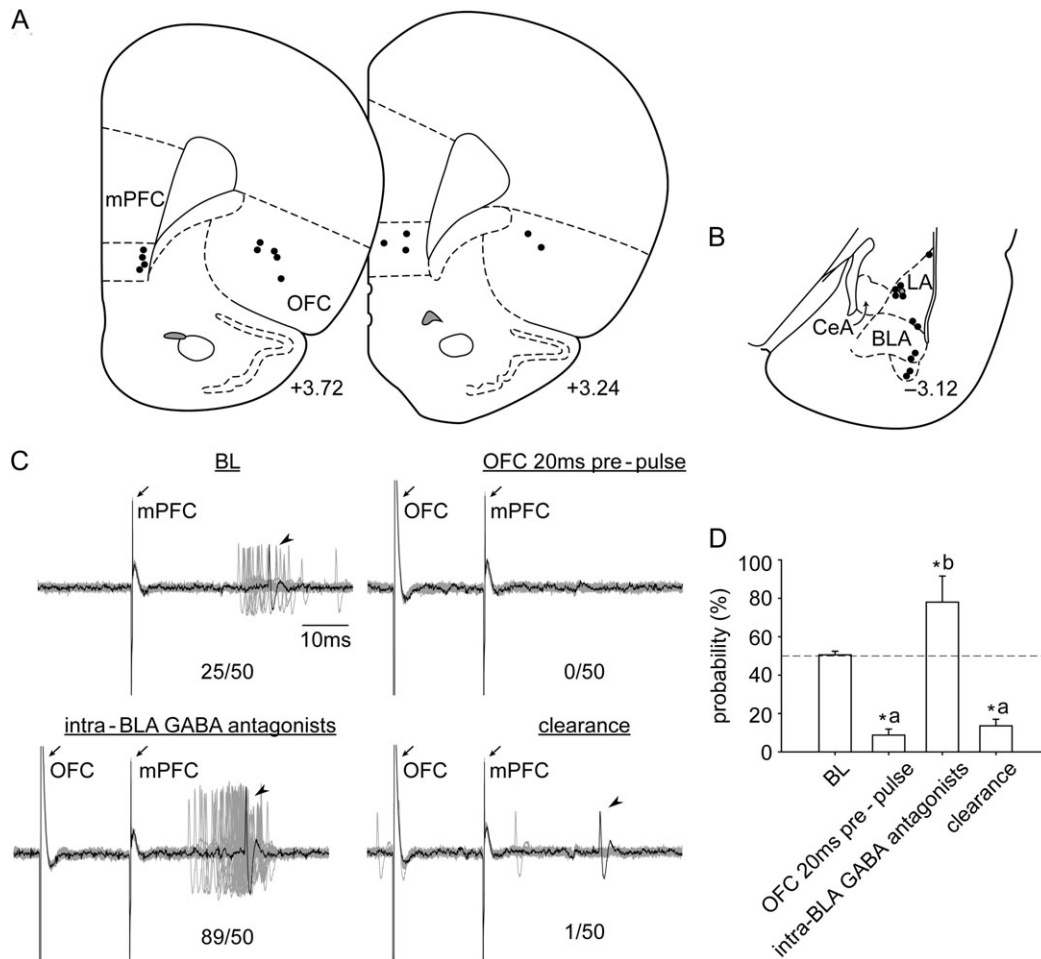 A
mPFC
OFC
+3.72
+3.24
B
LA
CeA
BLA
−3.12
C
BL
mPFC
10ms
25/50
OFC 20ms pre-pulse
OFC
mPFC
0/50
intra-BLA GABA antagonists
OFC
mPFC
89/50
clearance
OFC
mPFC
1/50
D
probability (%)
100
80
60
40
20
0
*a
*b
*a
BL
OFC 20ms pre-pulse
intra-BLA GABA antagonists
clearance